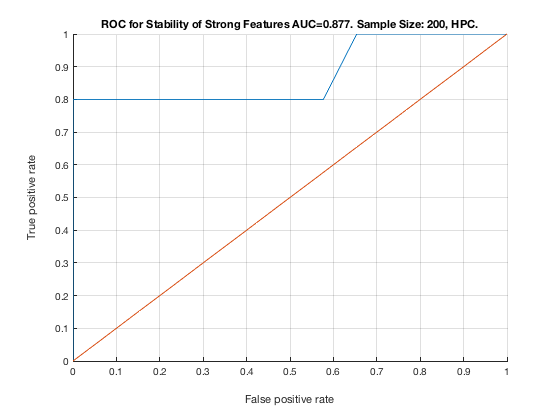 ROC for Stability of Strong Features AUC=0.877. Sample Size: 200, HPC.
1
0.9
0.8
0.7
0.6
0.5
0.4
0.3
0.2
0.1
0
True positive rate
0 0.1 0.2 0.3 0.4 0.5 0.6 0.7 0.8 0.9 1
False positive rate